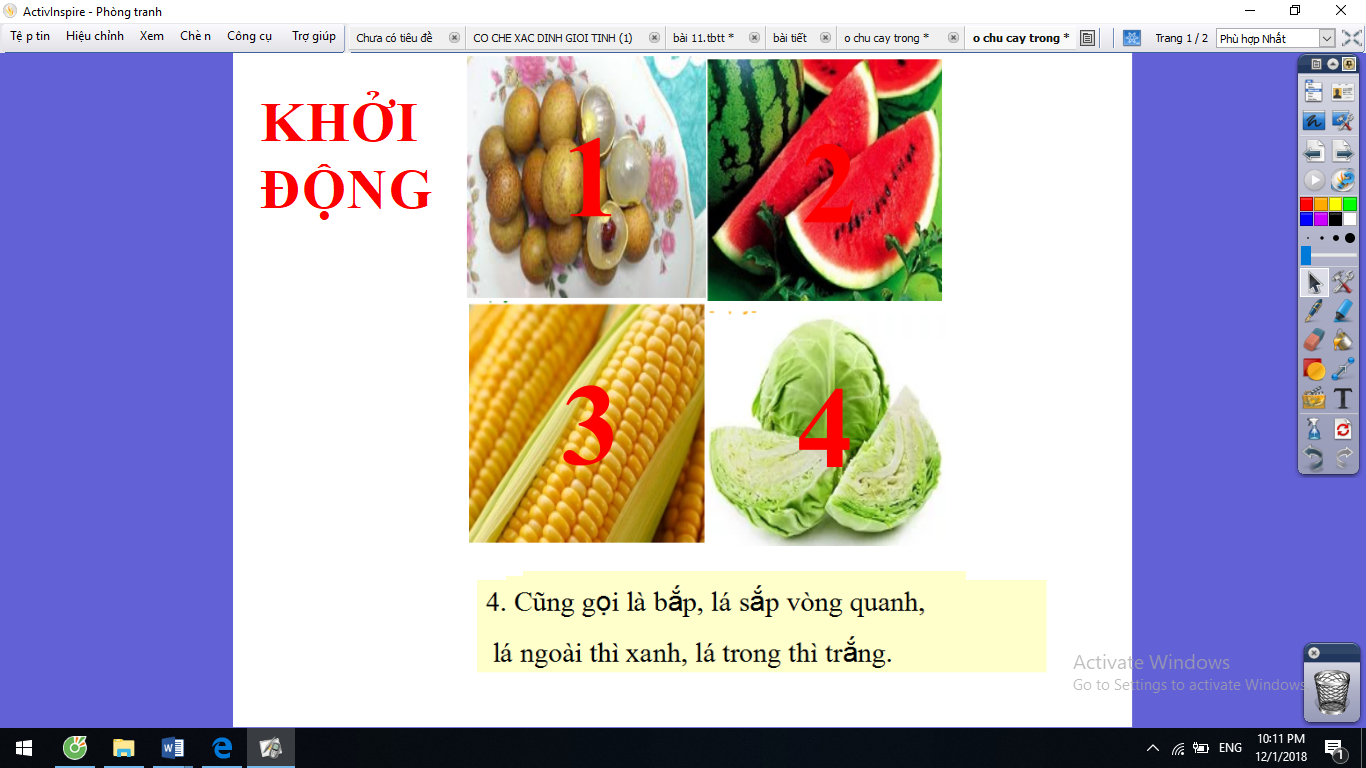 ActivInspire - Phòng tranh
Tệp tin Hiệu chỉnh Xem Chèn Công cụ Trợ giúp
Chưa có tiêu đề CO CHE XAC DINH GIOI TINH (1) bài 11.tbtt * bài tiết o chu cay trong * o chu cay trong * Trang 1 / 2 Phù hợp Nhất
KHỞI
ĐỘNG
1
2
3
4
4. Cũng gọi là bắp, lá sắp vòng quanh,
lá ngoài thì xanh, lá trong thì trắng.
Activate Windows
Go to Settings to activate Windows
T
ENG
10:11 PM
12/1/2018
1